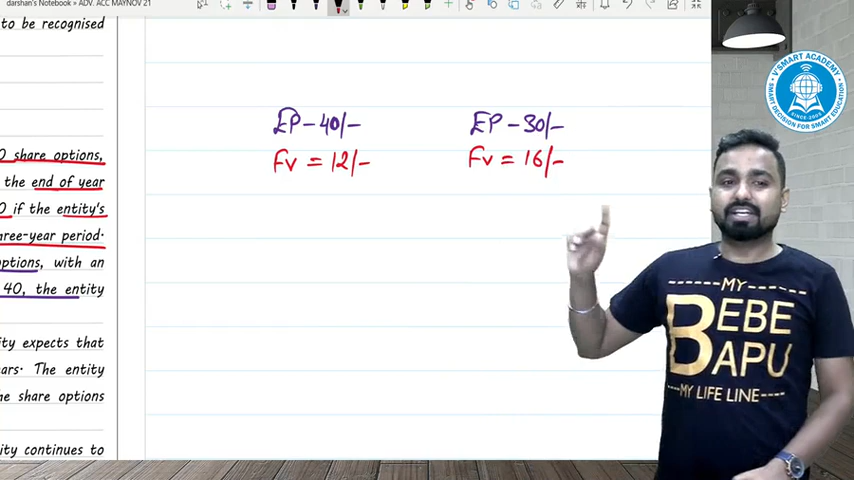 darshan's Notebook » ADV. ACC MAYNOV 21
to be recognised
0 share options,
the end of year
0 if the entity's
hree-year period.
options, with an
40, the entity
ity expects that
ars. The entity
he share options
ity continues to
EP - 40/-
Fv = 12/-
EP - 30/-
Fv = 16/-
V'SMART ACADEMY
SMART DECISION FOR SMART EDUCATION
SINCE-2003
MY
BEBE
BAPU
MY LIFE LINE